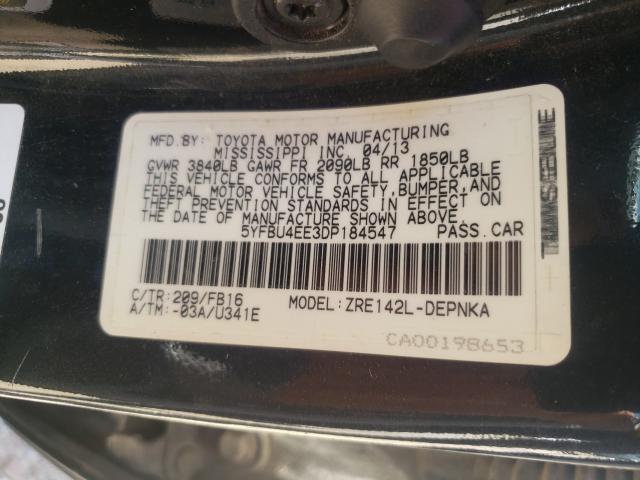 MFD.BY: TOYOTA MOTOR MANUFACTURING
MISSISSIPPI INC. 04/13
GVWR 3840LB GAWR FR 2090LB RR 1850LB
THIS VEHICLE CONFORMS TO ALL APPLICABLE
FEDERAL MOTOR VEHICLE SAFETY,BUMPER,AND
THEFT PREVENTION STANDARDS IN EFFECT ON
THE DATE OF MANUFACTURE SHOWN ABOVE.
5YFBU4EE3DP184547 PASS.CAR
C/TR:209/FB16 MODEL:ZRE142L-DEPNKA
A/TM:-03A/U341E
CA00198653